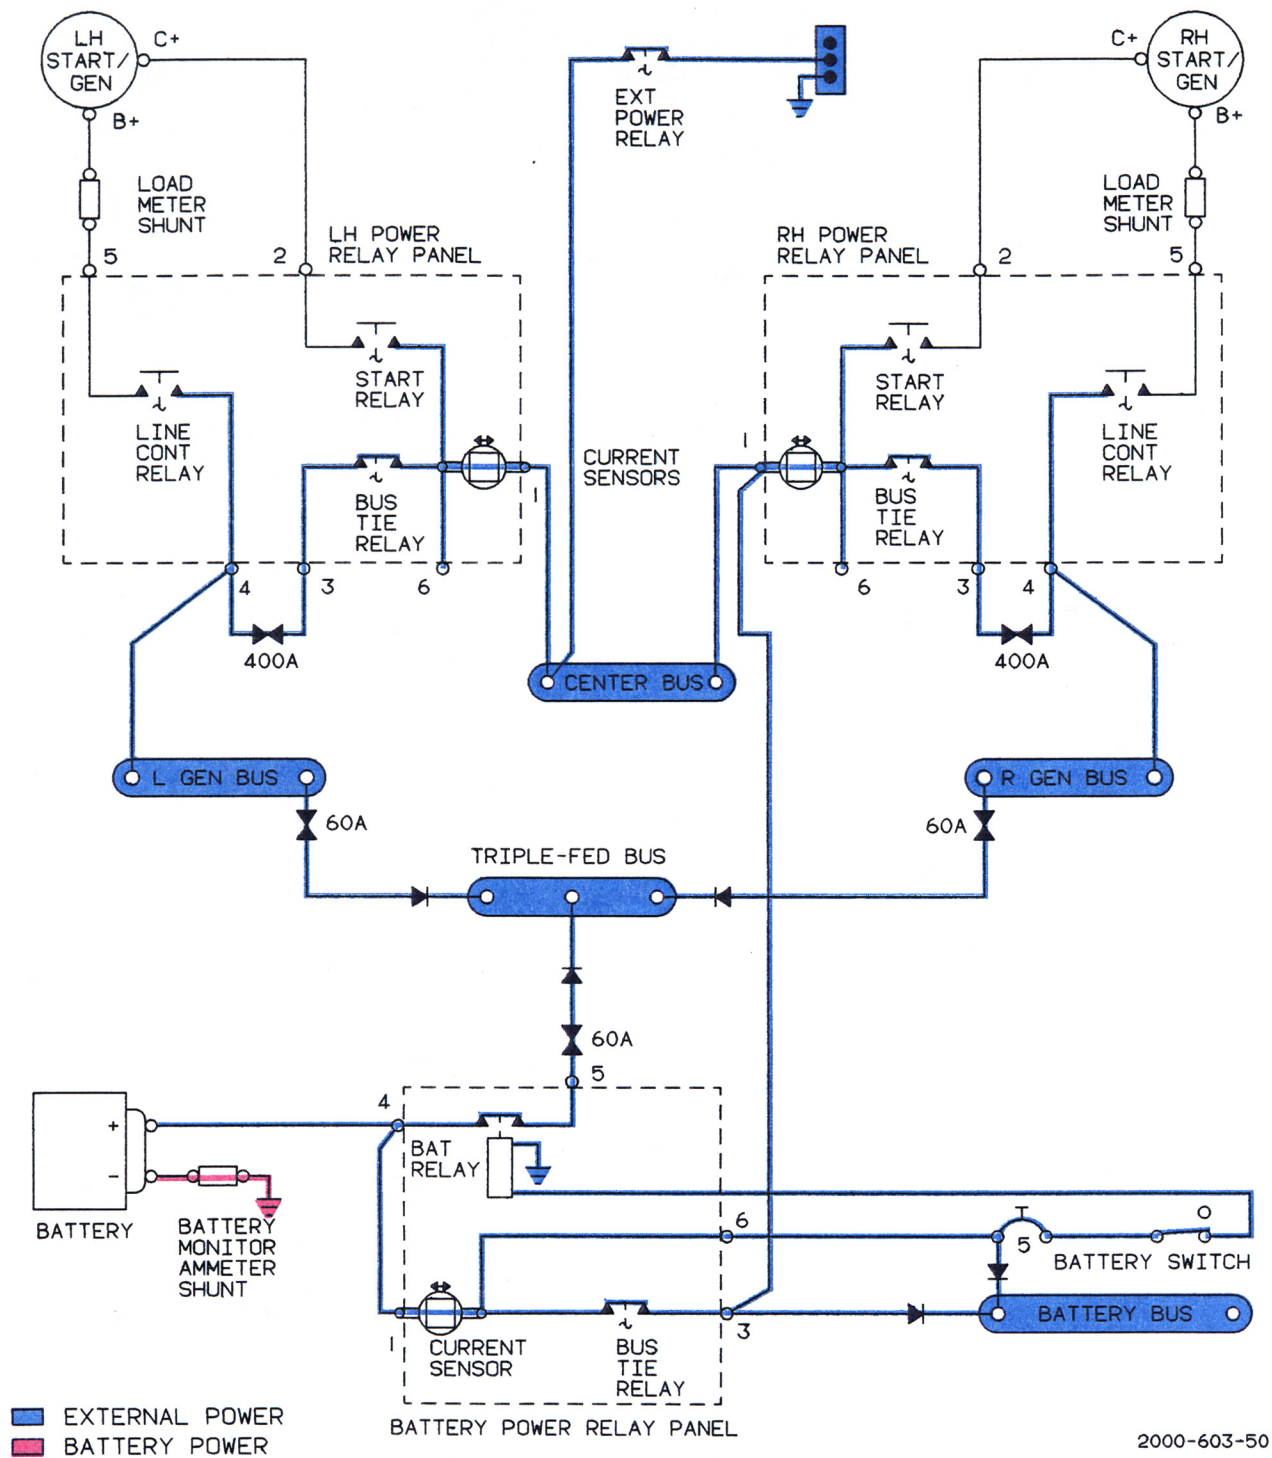 LH
START/
GEN
C+
B+
LOAD
METER
SHUNT
5
2
LH POWER
RELAY PANEL
EXT
POWER
RELAY
C+
RH
START/
GEN
B+
LOAD
METER
SHUNT
RH POWER
RELAY PANEL
2
5
START
RELAY
LINE
CONT
RELAY
BUS
TIE
RELAY
1
CURRENT
SENSORS
1
START
RELAY
BUS
TIE
RELAY
LINE
CONT
RELAY
4
3
6
400A
6
3
4
400A
CENTER BUS
L GEN BUS
R GEN BUS
60A
60A
TRIPLE-FED BUS
60A
5
4
+
-
BATTERY
BATTERY
MONITOR
AMMETER
SHUNT
BAT
RELAY
6
5
BATTERY SWITCH
1
CURRENT
SENSOR
BUS
TIE
RELAY
3
BATTERY BUS
BATTERY POWER RELAY PANEL
EXTERNAL POWER
BATTERY POWER
2000-603-50